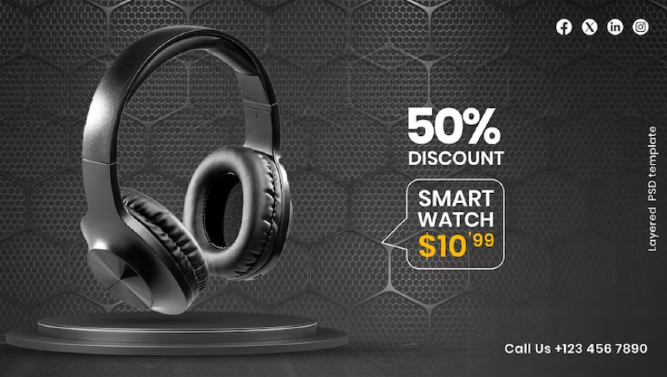 50%
DISCOUNT
SMART
WATCH
$10'99
Layered PSD template
Call Us +123 456 7890